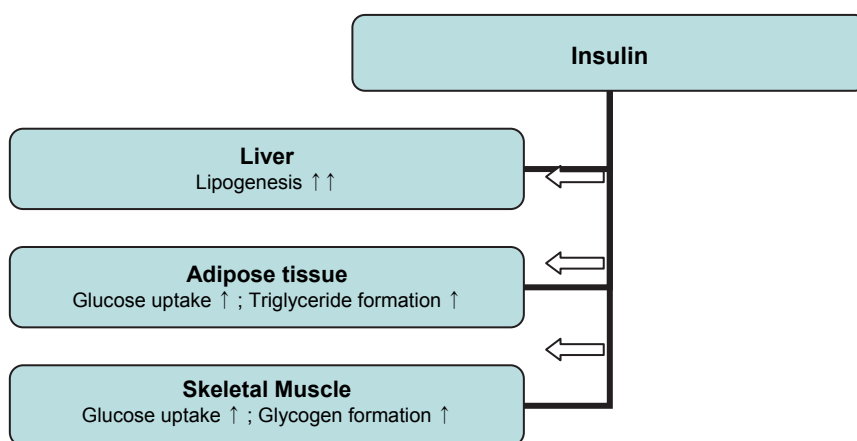 Insulin
Liver
Lipogenesis ↑↑
Adipose tissue
Glucose uptake ↑ ; Triglyceride formation ↑
Skeletal Muscle
Glucose uptake ↑ ; Glycogen formation ↑